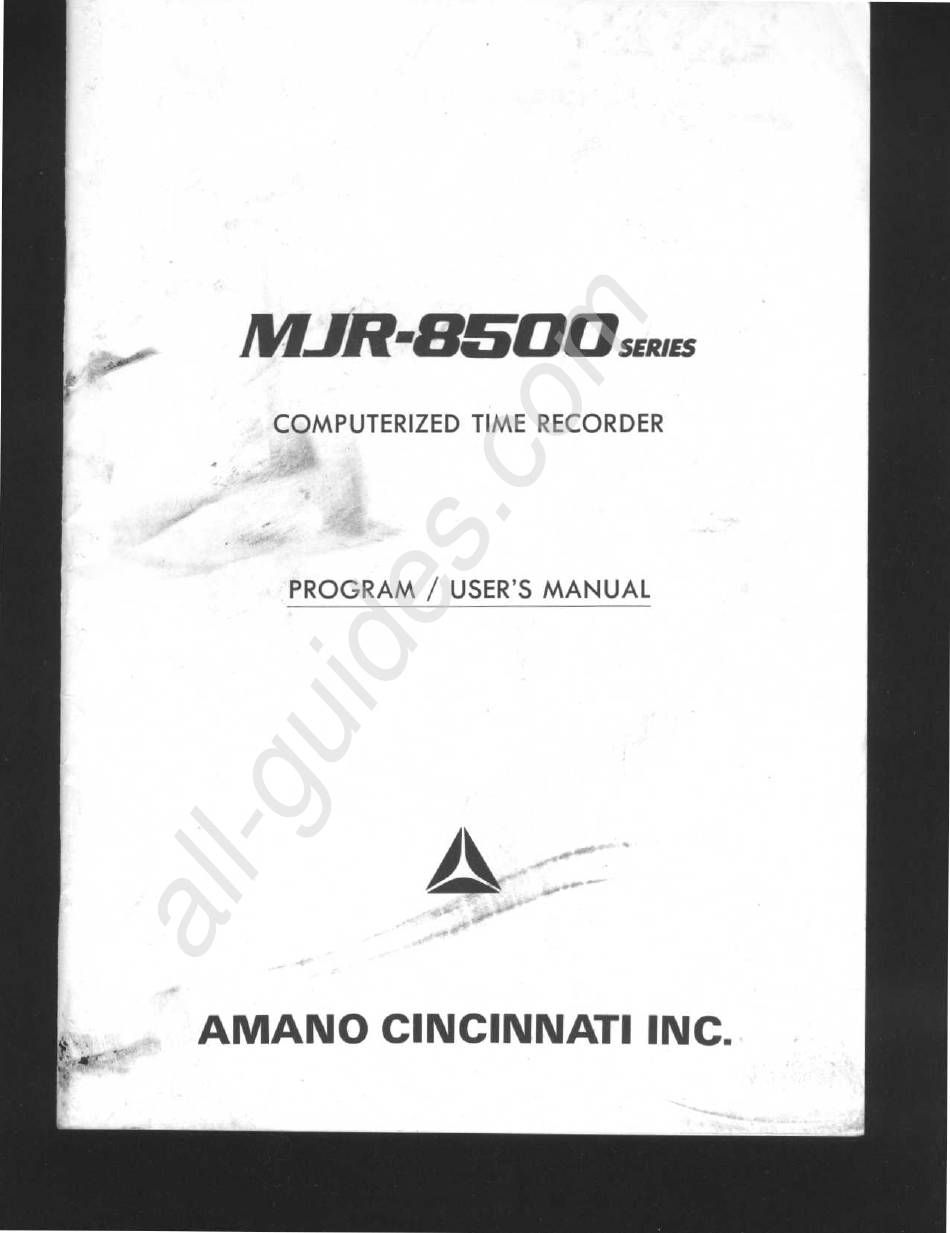 MJR-8500 SERIES
COMPUTERIZED TIME RECORDER
PROGRAM / USER'S MANUAL
all-guides.com
AMANO CINCINNATI INC.